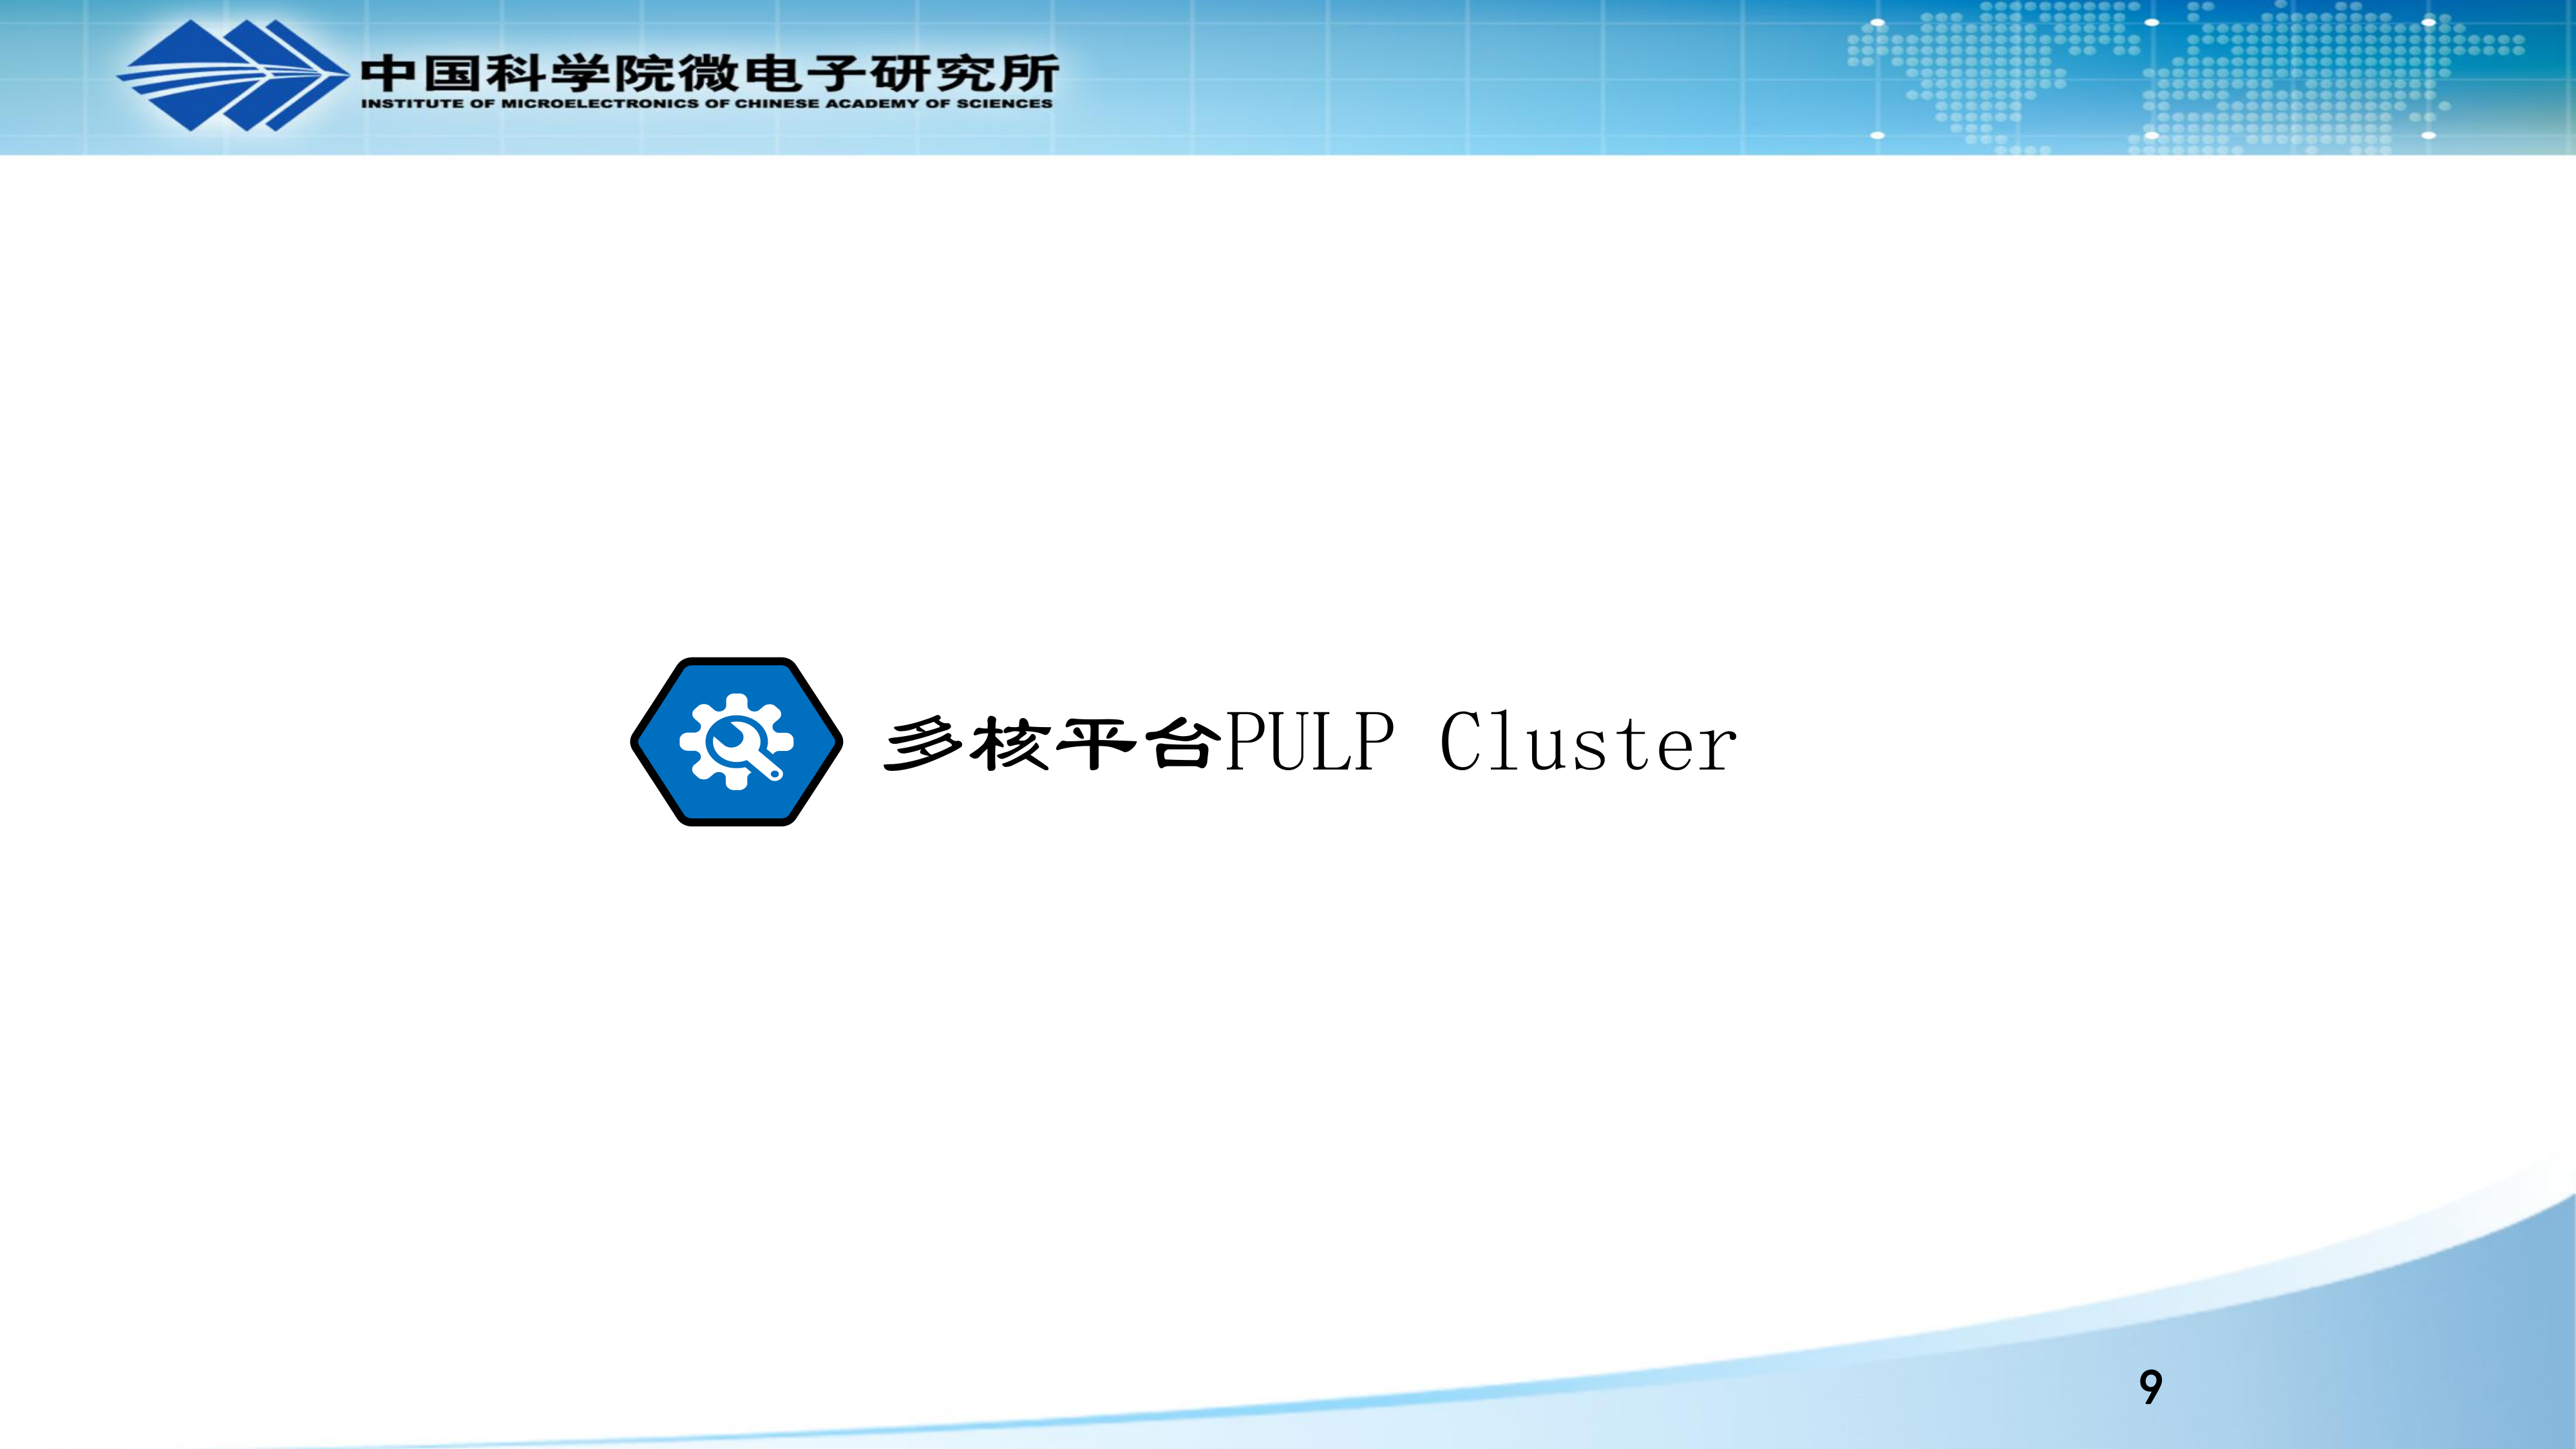 中国科学院微电子研究所
INSTITUTE OF MICROELECTRONICS OF CHINESE ACADEMY OF SCIENCES
多核平台PULP Cluster
9